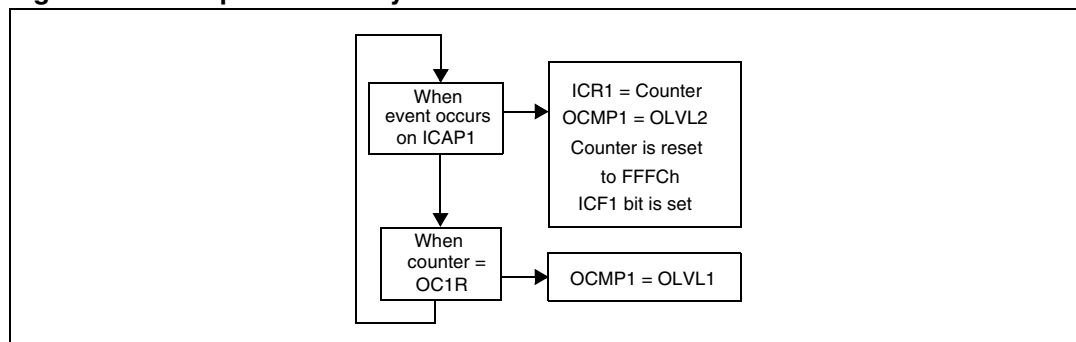 When
event occurs
on ICAP1
ICR1 = Counter
OCMP1 = OLVL2
Counter is reset
to FFFCh
ICF1 bit is set
When
counter =
OC1R
OCMP1 = OLVL1